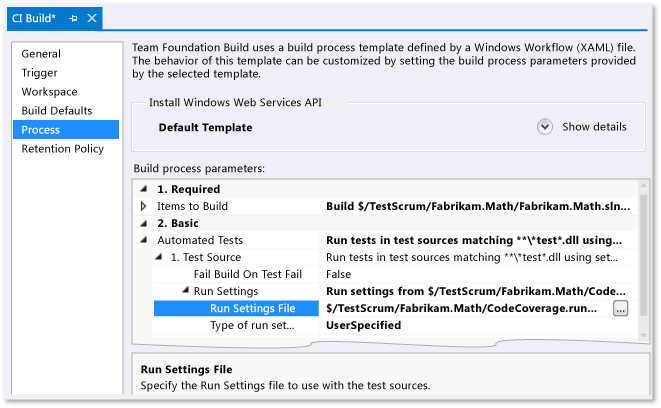 CI Build*
General
Trigger
Workspace
Build Defaults
Process
Retention Policy
Team Foundation Build uses a build process template defined by a Windows Workflow (XAML) file.
The behavior of this template can be customized by setting the build process parameters provided
by the selected template.
Install Windows Web Services API
Default Template
Show details
Build process parameters:
1. Required
Items to Build Build $/TestScrum/Fabrikam.Math/Fabrikam.Math.sln...
2. Basic
Automated Tests Run tests in test sources matching **\*test*.dll using...
1. Test Source Run tests in test sources matching **\*test*.dll using set...
Fail Build On Test Fail False
Run Settings Run settings from $/TestScrum/Fabrikam.Math/Code...
Run Settings File $/TestScrum/Fabrikam.Math/CodeCoverage.run... ...
Type of run set... UserSpecified
Run Settings File
Specify the Run Settings file to use with the test sources.